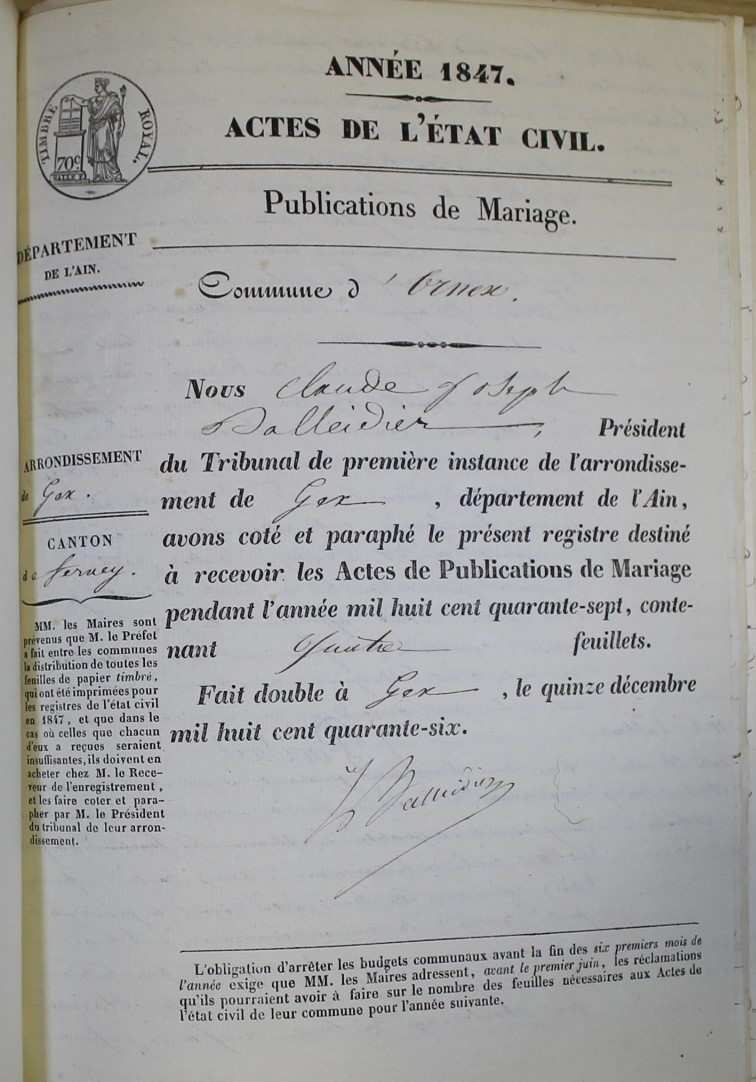 ANNÉE 1847.
ACTES DE L'ÉTAT CIVIL.
TIMBRE ROYAL.
70c
Publications de Mariage.
DÉPARTEMENT
DE L'AIN.
Commune d'Ornex.
Nous Claude Joseph
Balleidier, Président
du Tribunal de première instance de l'arrondisse-
ment de Gex, département de l'Ain,
avons coté et paraphé le présent registre destiné
à recevoir les Actes de Publications de Mariage
pendant l'année mil huit cent quarante-sept, conte-
nant Quatre feuillets.
Fait double à Gex, le quinze décembre
mil huit cent quarante-six.
Balleidier
ARRONDISSEMENT
de Gex.
CANTON
de ferney.
MM. les Maires sont
prévenus que M. le Préfet
a fait entre les communes
la distribution de toutes les
feuilles de papier timbré,
qui ont été imprimées pour
les registres de l'état civil
en 1847, et que dans le
cas où celles que chacun
d'eux a reçues seraient
insuffisantes, ils doivent en
acheter chez M. le Rece-
veur de l'enregistrement,
et les faire coter et para-
pher par M. le Président
du tribunal de leur arron-
dissement.
L'obligation d'arrêter les budgets communaux avant la fin des six premiers mois de
l'année exige que MM. les Maires adressent, avant le premier juin, les réclamations
qu'ils pourraient avoir à faire sur le nombre des feuilles nécessaires aux Actes de
l'état civil de leur commune pour l'année suivante.